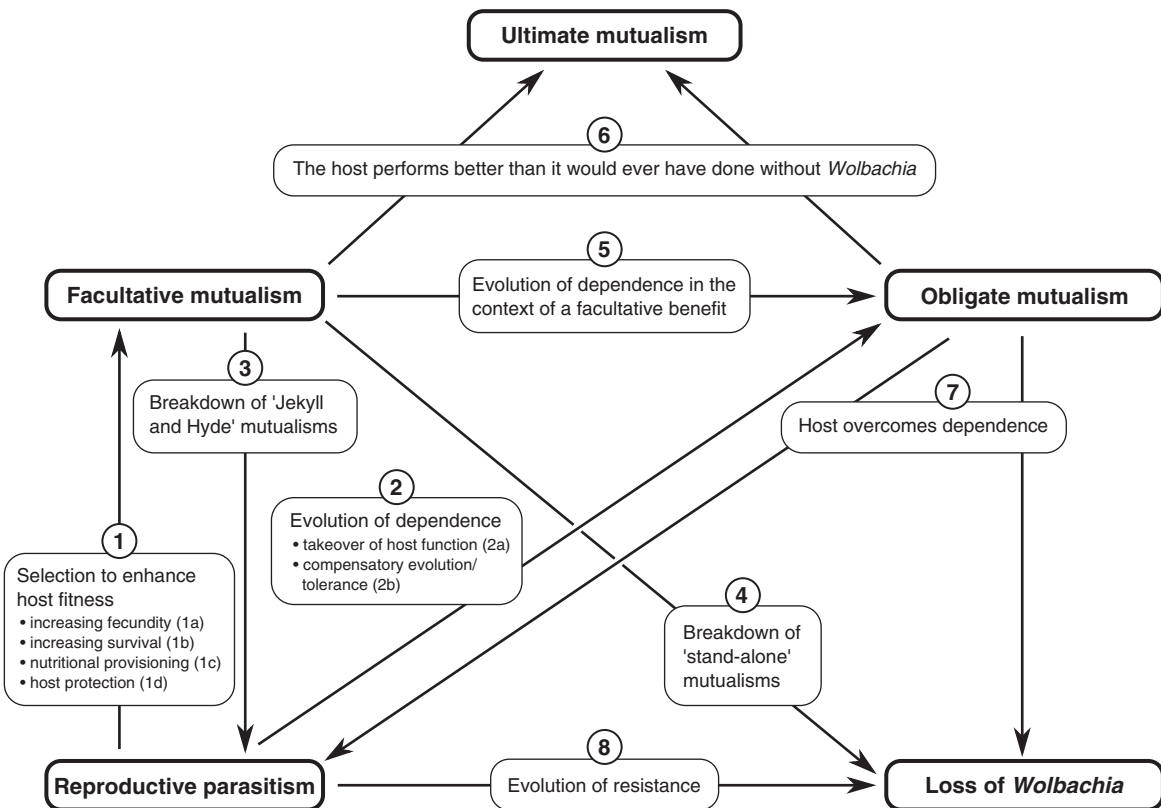 Ultimate mutualism
6
The host performs better than it would ever have done without Wolbachia
5
Facultative mutualism
Evolution of dependence in the
context of a facultative benefit
Obligate mutualism
3
Breakdown of 'Jekyll
and Hyde' mutualisms
7
Host overcomes dependence
2
Evolution of dependence
• takeover of host function (2a)
• compensatory evolution/
tolerance (2b)
1
Selection to enhance
host fitness
• increasing fecundity (1a)
• increasing survival (1b)
• nutritional provisioning (1c)
• host protection (1d)
4
Breakdown of
'stand-alone'
mutualisms
8
Reproductive parasitism
Evolution of resistance
Loss of Wolbachia